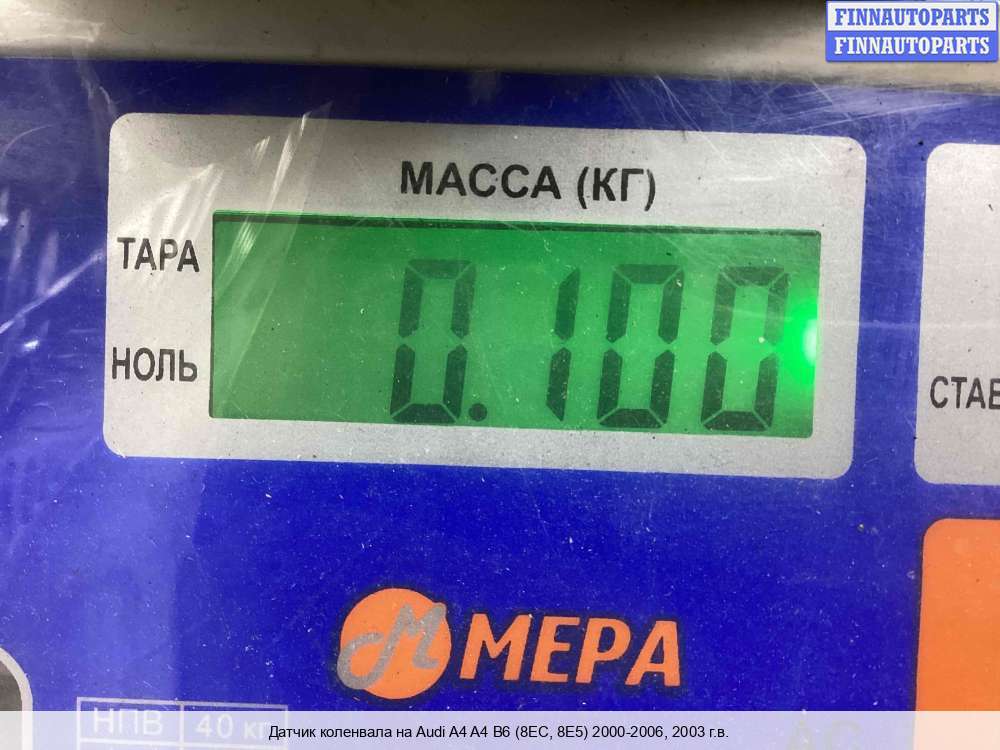 FINNAUTOPARTS
FINNAUTOPARTS
МАССА (КГ)
ТАРА
0.100
НОЛЬ
МЕРА
НПВ 40 кг
Датчик коленвала на Audi A4 A4 B6 (8EC, 8E5) 2000-2006, 2003 г.в.